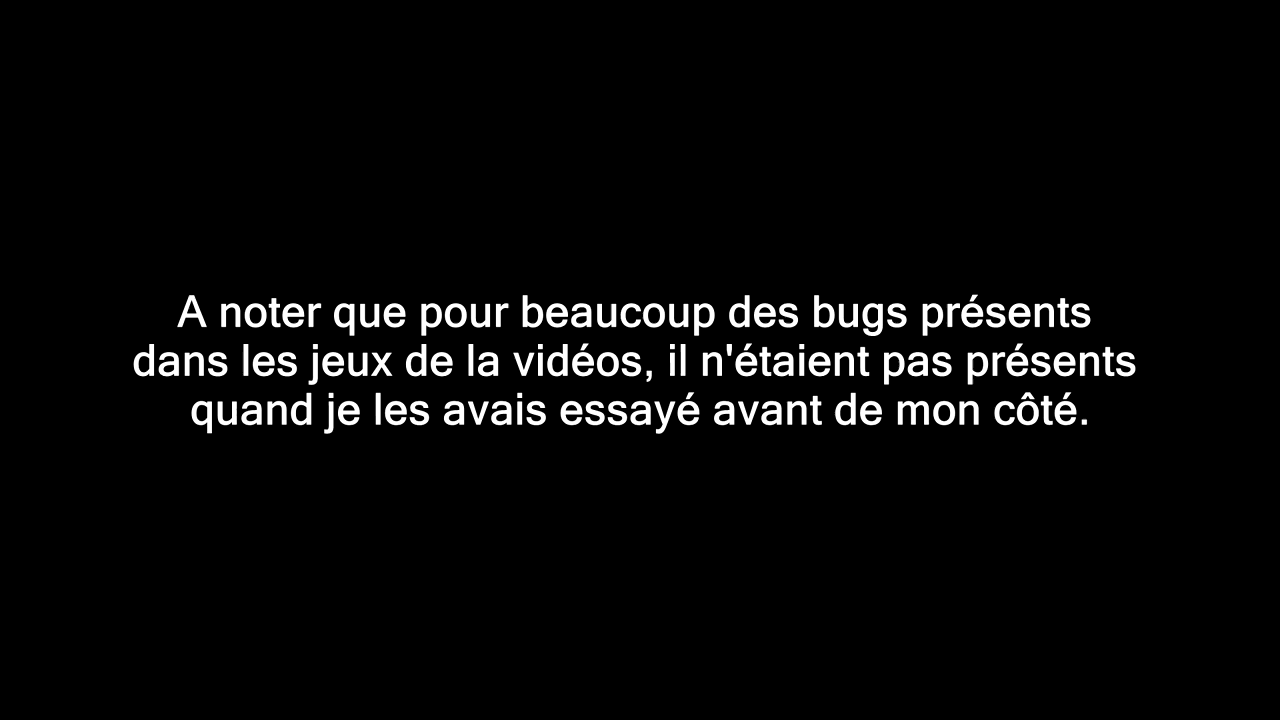 A noter que pour beaucoup des bugs présents
dans les jeux de la vidéos, il n'étaient pas présents
quand je les avais essayé avant de mon côté.